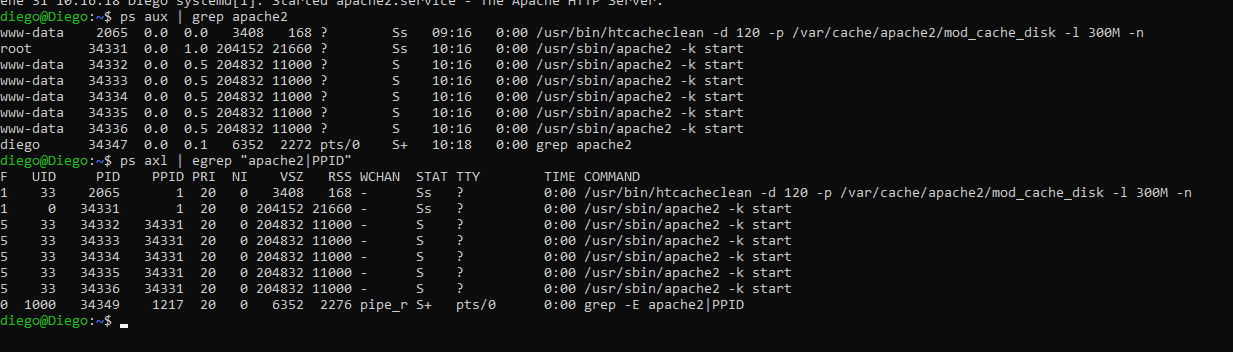 ene 31 10:16:18 Diego systemd[1]: Started apache2.service - The Apache HTTP Server.
diego@Diego:~$ ps aux | grep apache2
www-data    2065  0.0  0.0   3408   168 ?        Ss   09:16   0:00 /usr/bin/htcacheclean -d 120 -p /var/cache/apache2/mod_cache_disk -l 300M -n
root       34331  0.0  1.0 204152 21660 ?        Ss   10:16   0:00 /usr/sbin/apache2 -k start
www-data   34332  0.0  0.5 204832 11000 ?        S    10:16   0:00 /usr/sbin/apache2 -k start
www-data   34333  0.0  0.5 204832 11000 ?        S    10:16   0:00 /usr/sbin/apache2 -k start
www-data   34334  0.0  0.5 204832 11000 ?        S    10:16   0:00 /usr/sbin/apache2 -k start
www-data   34335  0.0  0.5 204832 11000 ?        S    10:16   0:00 /usr/sbin/apache2 -k start
www-data   34336  0.0  0.5 204832 11000 ?        S    10:16   0:00 /usr/sbin/apache2 -k start
diego      34347  0.0  0.1   6352  2272 pts/0    S+   10:18   0:00 grep apache2
diego@Diego:~$ ps axl | egrep "apache2|PPID"
F   UID     PID    PPID PRI  NI    VSZ   RSS WCHAN  STAT TTY        TIME COMMAND
1    33    2065       1  20   0   3408   168 -      Ss   ?          0:00 /usr/bin/htcacheclean -d 120 -p /var/cache/apache2/mod_cache_disk -l 300M -n
1     0   34331       1  20   0 204152 21660 -      Ss   ?          0:00 /usr/sbin/apache2 -k start
5    33   34332   34331  20   0 204832 11000 -      S    ?          0:00 /usr/sbin/apache2 -k start
5    33   34333   34331  20   0 204832 11000 -      S    ?          0:00 /usr/sbin/apache2 -k start
5    33   34334   34331  20   0 204832 11000 -      S    ?          0:00 /usr/sbin/apache2 -k start
5    33   34335   34331  20   0 204832 11000 -      S    ?          0:00 /usr/sbin/apache2 -k start
5    33   34336   34331  20   0 204832 11000 -      S    ?          0:00 /usr/sbin/apache2 -k start
0  1000   34349    1217  20   0   6352  2276 pipe_r S+   pts/0      0:00 grep -E apache2|PPID
diego@Diego:~$